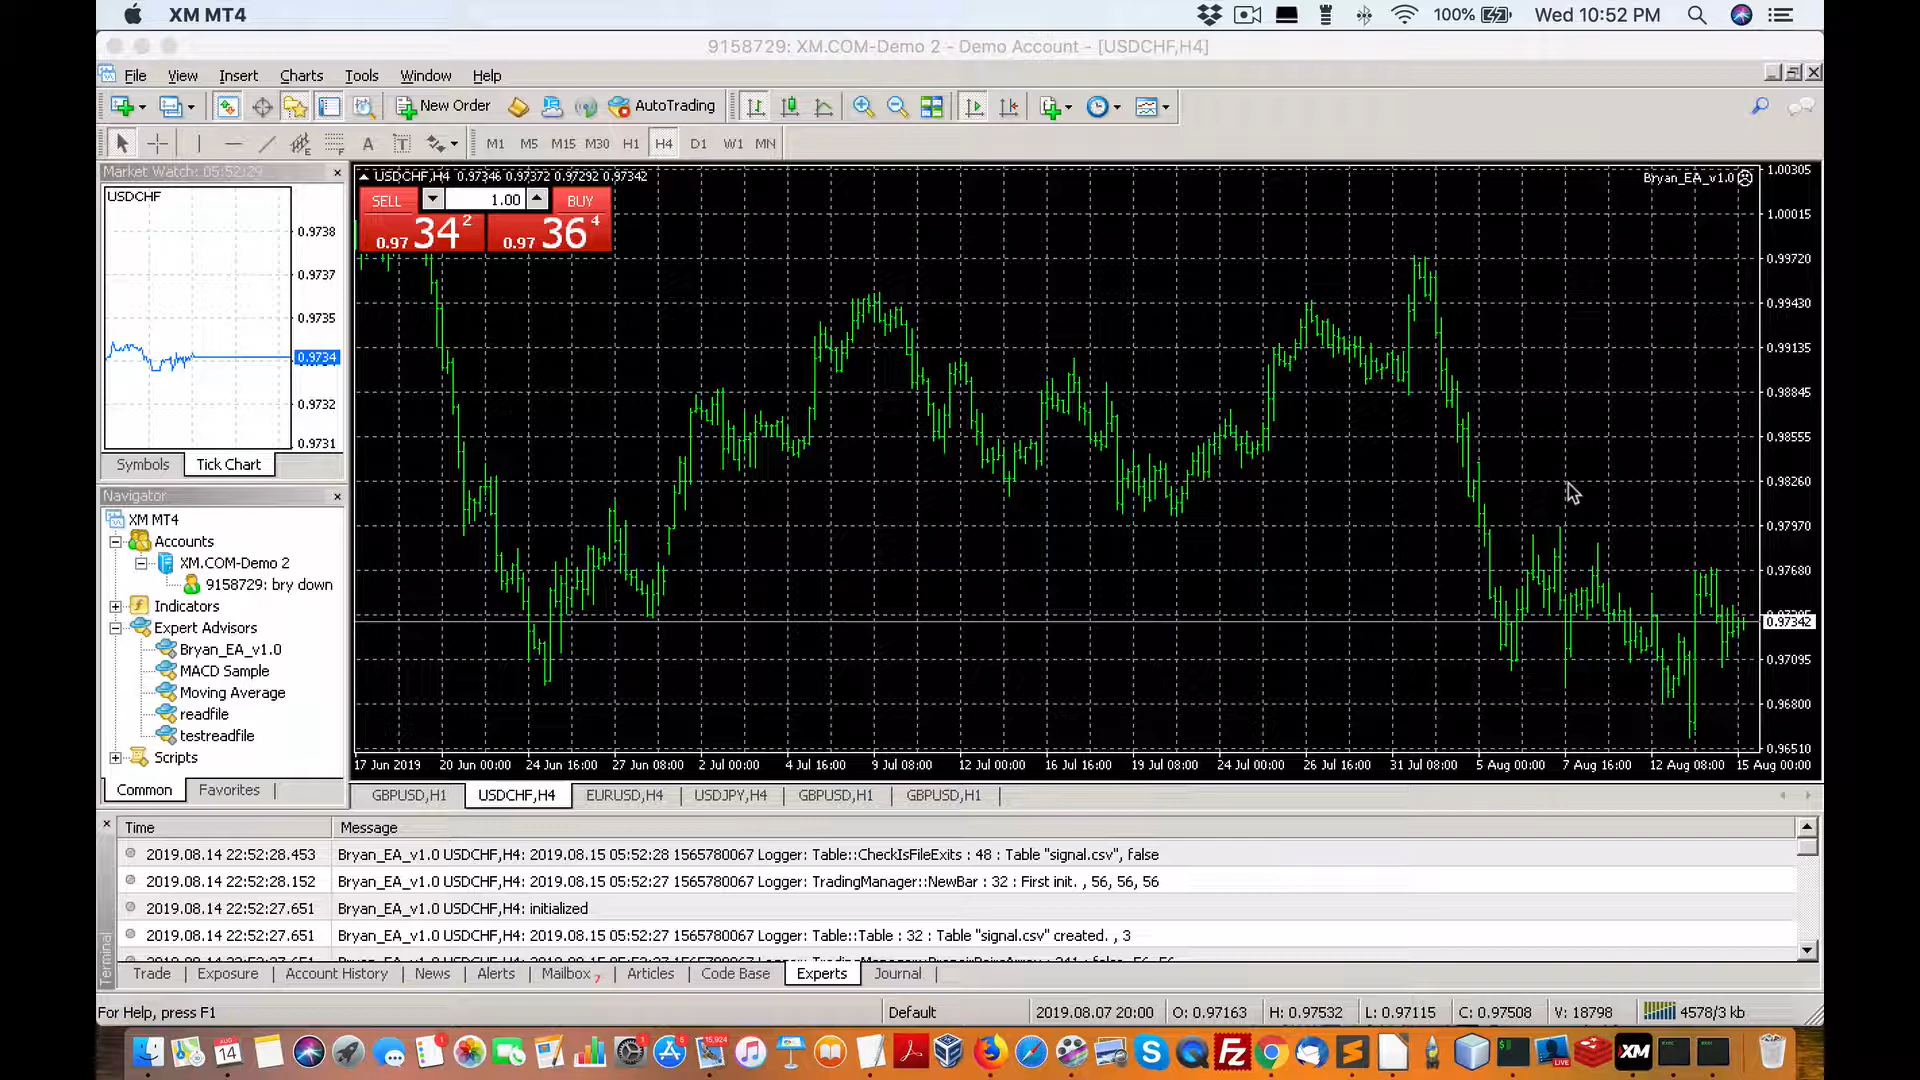 XM MT4
100%
Wed 10:52 PM
9158729: XM.COM-Demo 2 - Demo Account - [USDCHF,H4]
File View Insert Charts Tools Window Help
New Order AutoTrading
A T M1 M5 M15 M30 H1 H4 D1 W1 MN
Market Watch: 05:52:29
USDCHF
0.9738
0.9737
0.9735
0.9734
0.9732
0.9731
Symbols Tick Chart
Navigator
XM MT4
Accounts
XM.COM-Demo 2
9158729: bry down
Indicators
Expert Advisors
Bryan_EA_v1.0
MACD Sample
Moving Average
readfile
testreadfile
Scripts
Common Favorites
USDCHF,H4 0.97346 0.97372 0.97292 0.97342
SELL 1.00 BUY
0.97 34 2 0.97 36 4
Bryan_EA_v1.0
1.00305
1.00015
0.99720
0.99430
0.99135
0.98845
0.98555
0.98260
0.97970
0.97680
0.97342
0.97095
0.96800
0.96510
17 Jun 2019 20 Jun 00:00 24 Jun 16:00 27 Jun 08:00 2 Jul 00:00 4 Jul 16:00 9 Jul 08:00 12 Jul 00:00 16 Jul 16:00 19 Jul 08:00 24 Jul 00:00 26 Jul 16:00 31 Jul 08:00 5 Aug 00:00 7 Aug 16:00 12 Aug 08:00 15 Aug 00:00
GBPUSD,H1 USDCHF,H4 EURUSD,H4 USDJPY,H4 GBPUSD,H1 GBPUSD,H1
Time Message
2019.08.14 22:52:28.453 Bryan_EA_v1.0 USDCHF,H4: 2019.08.15 05:52:28 1565780067 Logger: Table::CheckIsFileExits : 48 : Table "signal.csv", false
2019.08.14 22:52:28.152 Bryan_EA_v1.0 USDCHF,H4: 2019.08.15 05:52:27 1565780067 Logger: TradingManager::NewBar : 32 : First init. , 56, 56, 56
2019.08.14 22:52:27.651 Bryan_EA_v1.0 USDCHF,H4: initialized
2019.08.14 22:52:27.651 Bryan_EA_v1.0 USDCHF,H4: 2019.08.15 05:52:27 1565780067 Logger: Table::Table : 32 : Table "signal.csv" created. , 3
Terminal
Trade Exposure Account History News Alerts Mailbox 7 Articles Code Base Experts Journal
For Help, press F1 Default 2019.08.07 20:00 O: 0.97163 H: 0.97532 L: 0.97115 C: 0.97508 V: 18798 4578/3 kb
AUG
14
15,924
XM
LIVE